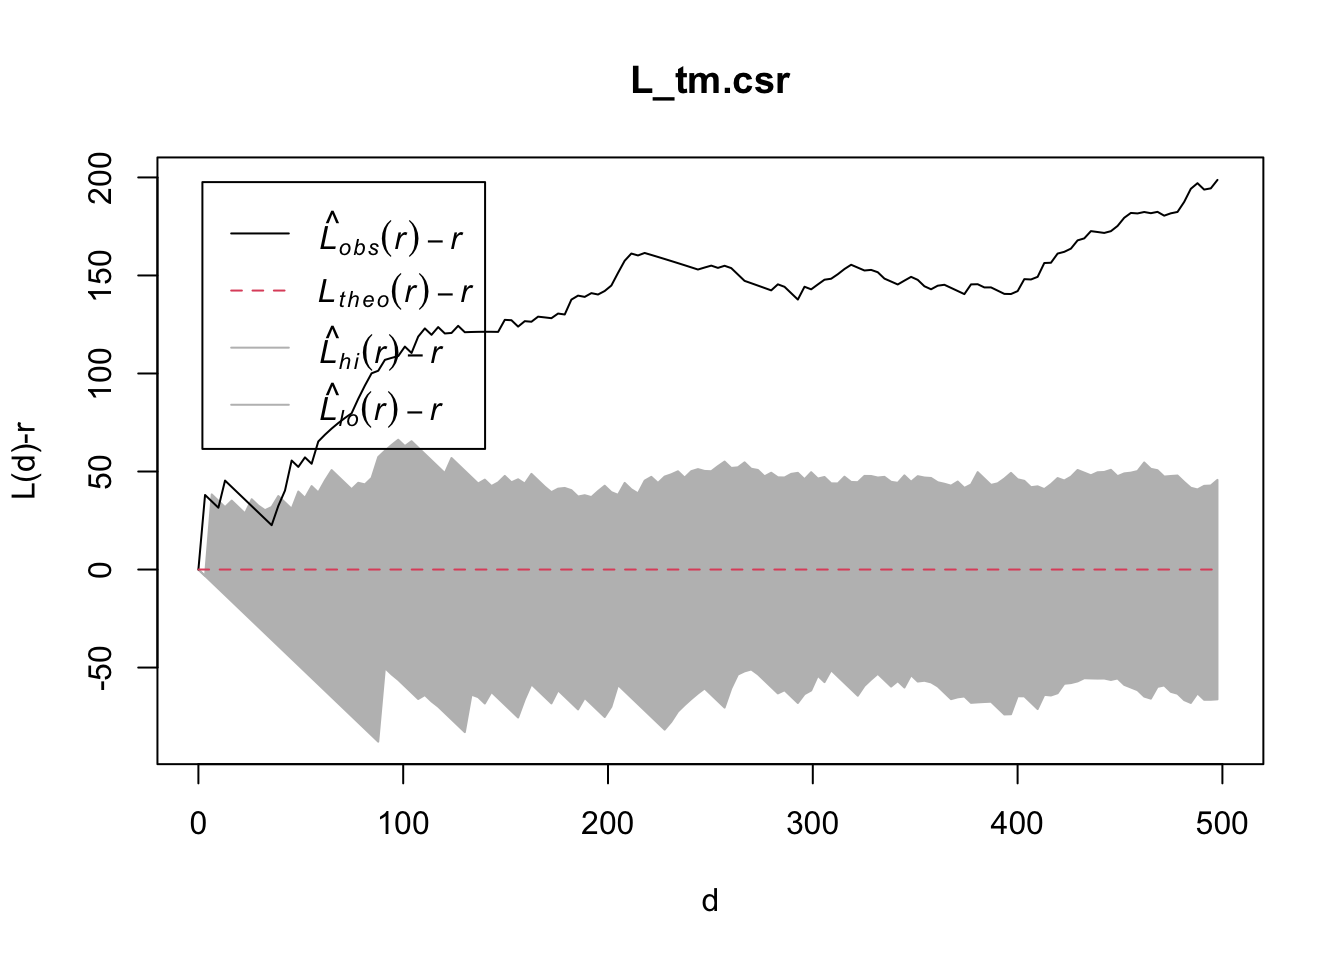 L_tm.csr
L̂obs(r) – r
Ltheo(r) – r
L̂hi(r) – r
L̂lo(r) – r
200
150
100
50
0
-50
L(d)-r
0 100 200 300 400 500
d